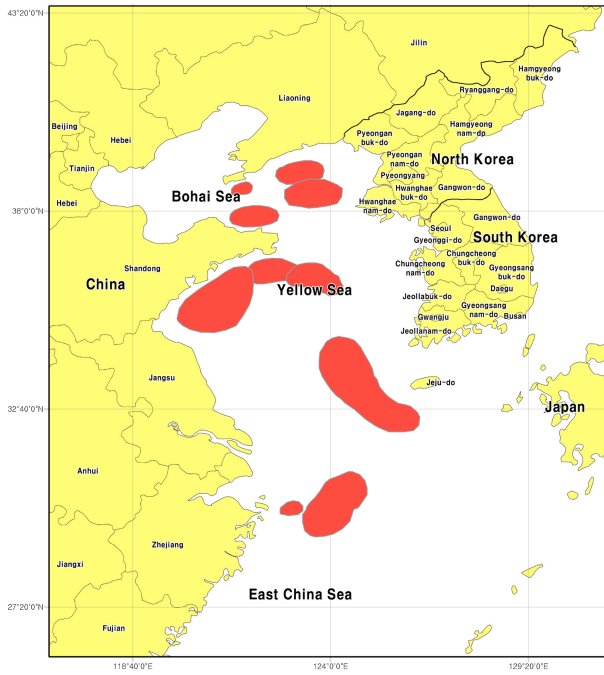 43°20'0"N
Jilin
Hamgyeong
buk-do
Ryanggang-do
Liaoning
Jagang-do
Beijing
Hebei
Pyeongan
buk-do
Hamgyeong
nam-dp
Tianjin
Pyeongan
nam-do
North Korea
Pyeongyang
Hebei
Bohai Sea
Hwanghae
buk-do
Gangwon-do
Hwanghae
nam-do
38°0'0"N
Gangwon-do
Seoul
Gyeonggi-do
South Korea
Chungcheong
buk-do
Chungcheong
nam-do
Shandong
Gyeongsang
buk-do
China
Yellow Sea
Daegu
Jeollabuk-do
Gyeongsang
nam-do
Gwangju
Busan
Jeollanam-do
Jangsu
Jeju-do
32°40'0"N
Japan
Anhui
Zhejiang
Jiangxi
East China Sea
27°20'0"N
Fujian
118°40'0"E
124°0'0"E
129°20'0"E